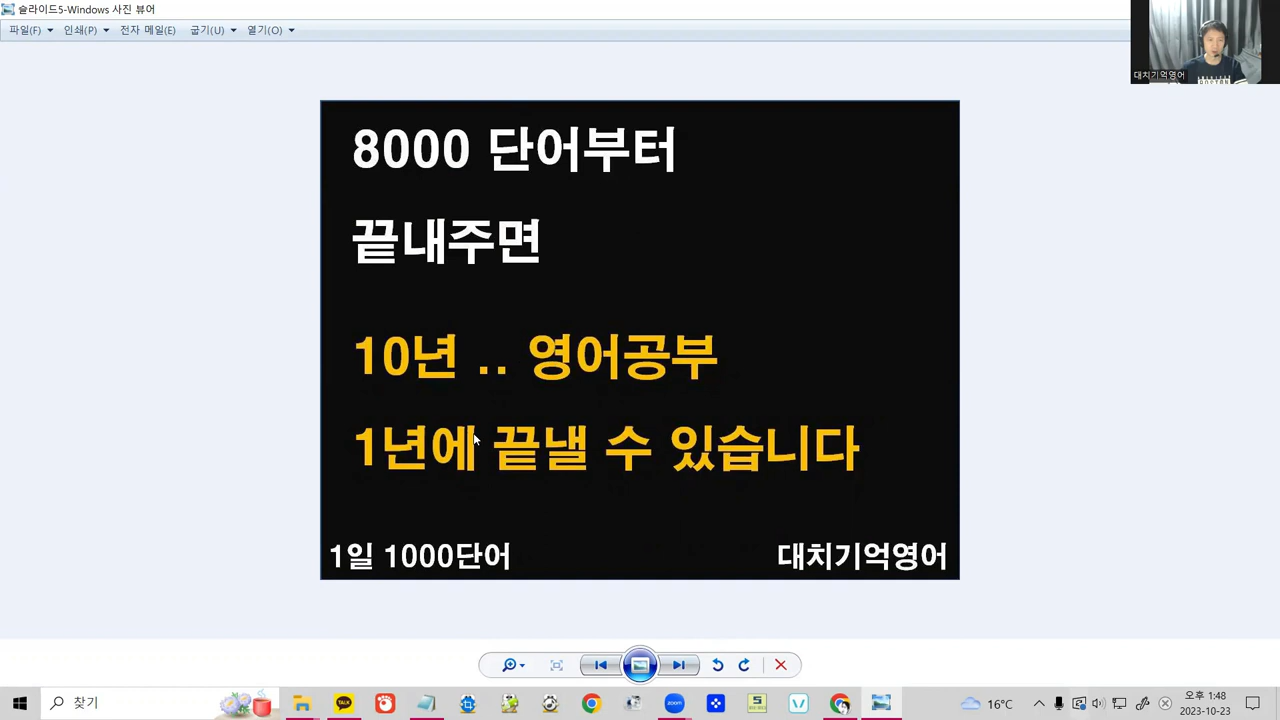 슬라이드5-Windows 사진 뷰어
파일(F) 인쇄(P) 전자 메일(E) 굽기(U) 열기(O)
대치기억영어
8000 단어부터
끝내주면
10년 .. 영어공부
1년에 끝낼 수 있습니다
1일 1000단어 대치기억영어
찾기
TALK
zoom
16°C
오후 1:48
2023-10-23